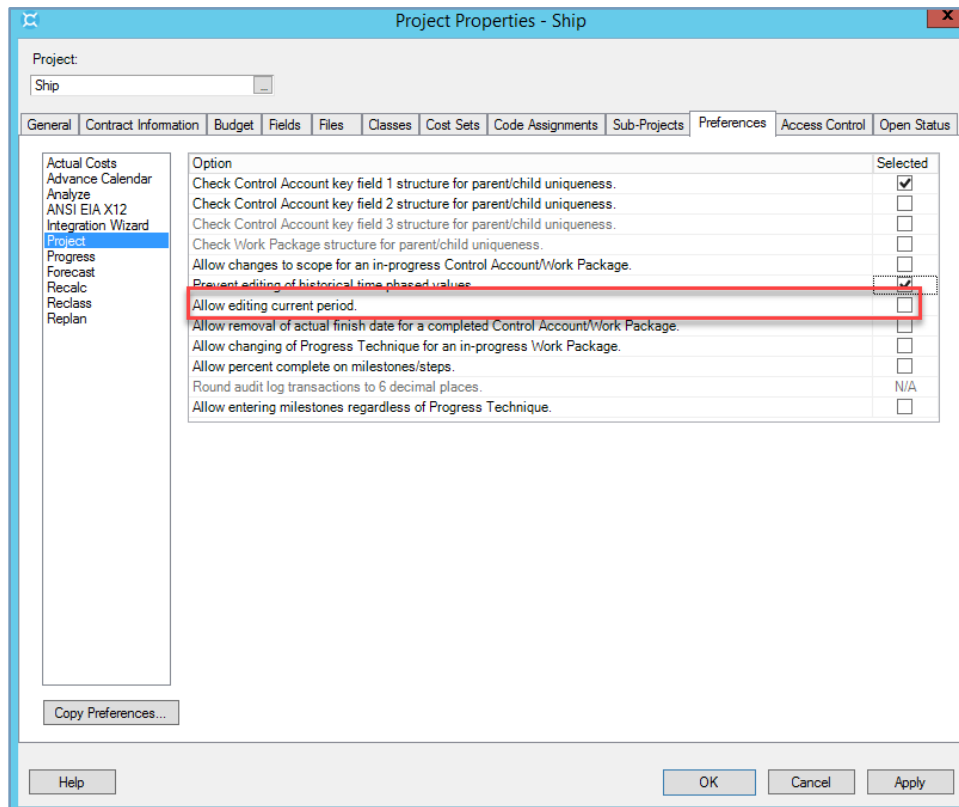 Project Properties - Ship
x
Project:
Ship
...
General Contract Information Budget Fields Files Classes Cost Sets Code Assignments Sub-Projects Preferences Access Control Open Status
Actual Costs
Advance Calendar
Analyze
ANSI EIA X12
Integration Wizard
Project
Progress
Forecast
Recalc
Reclass
Replan
Option Selected
Check Control Account key field 1 structure for parent/child uniqueness.
Check Control Account key field 2 structure for parent/child uniqueness.
Check Control Account key field 3 structure for parent/child uniqueness.
Check Work Package structure for parent/child uniqueness.
Allow changes to scope for an in-progress Control Account/Work Package.
Prevent editing of historical time phased values.
Allow editing current period.
Allow removal of actual finish date for a completed Control Account/Work Package.
Allow changing of Progress Technique for an in-progress Work Package.
Allow percent complete on milestones/steps.
Round audit log transactions to 6 decimal places. N/A
Allow entering milestones regardless of Progress Technique.
Copy Preferences...
Help OK Cancel Apply